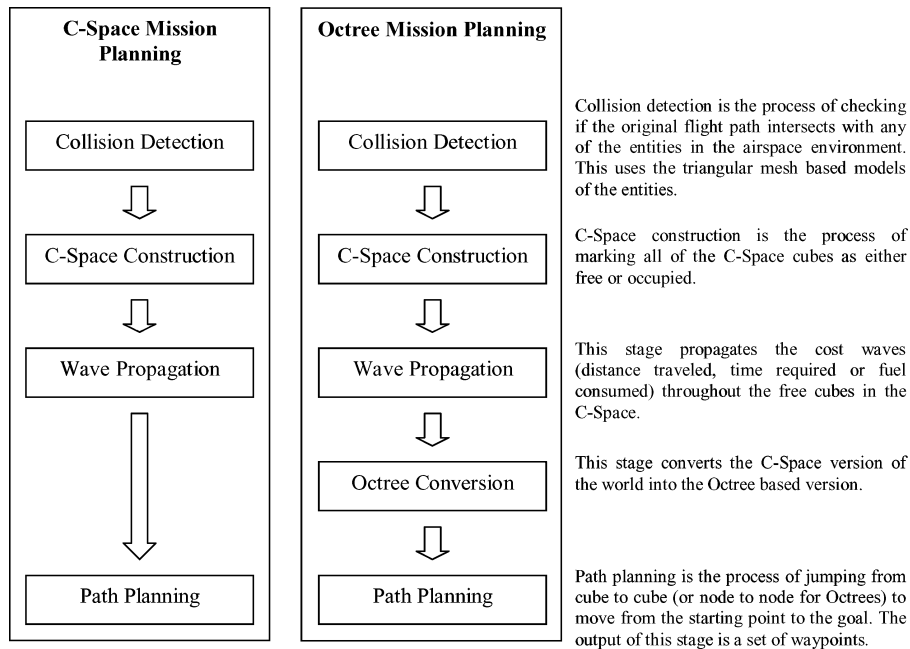 C-Space Mission
Planning
Collision Detection
C-Space Construction
Wave Propagation
Path Planning
Octree Mission Planning
Collision Detection
C-Space Construction
Wave Propagation
Octree Conversion
Path Planning
Collision detection is the process of checking
if the original flight path intersects with any
of the entities in the airspace environment.
This uses the triangular mesh based models
of the entities.
C-Space construction is the process of
marking all of the C-Space cubes as either
free or occupied.
This stage propagates the cost waves
(distance traveled, time required or fuel
consumed) throughout the free cubes in the
C-Space.
This stage converts the C-Space version of
the world into the Octree based version.
Path planning is the process of jumping from
cube to cube (or node to node for Octrees) to
move from the starting point to the goal. The
output of this stage is a set of waypoints.